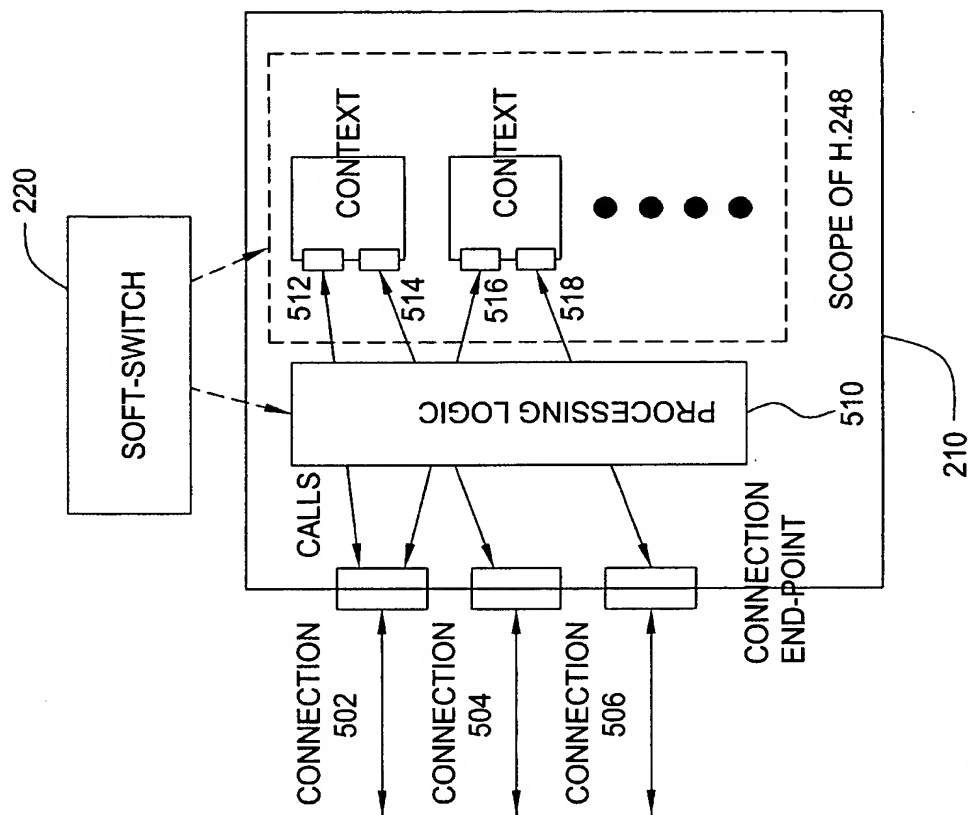 220
SOFT-SWITCH
CONTEXT
512
514
CONTEXT
516
518
SCOPE OF H.248
PROCESSING LOGIC
510
CALLS
210
CONNECTION
502
CONNECTION
504
CONNECTION
506
CONNECTION
END-POINT